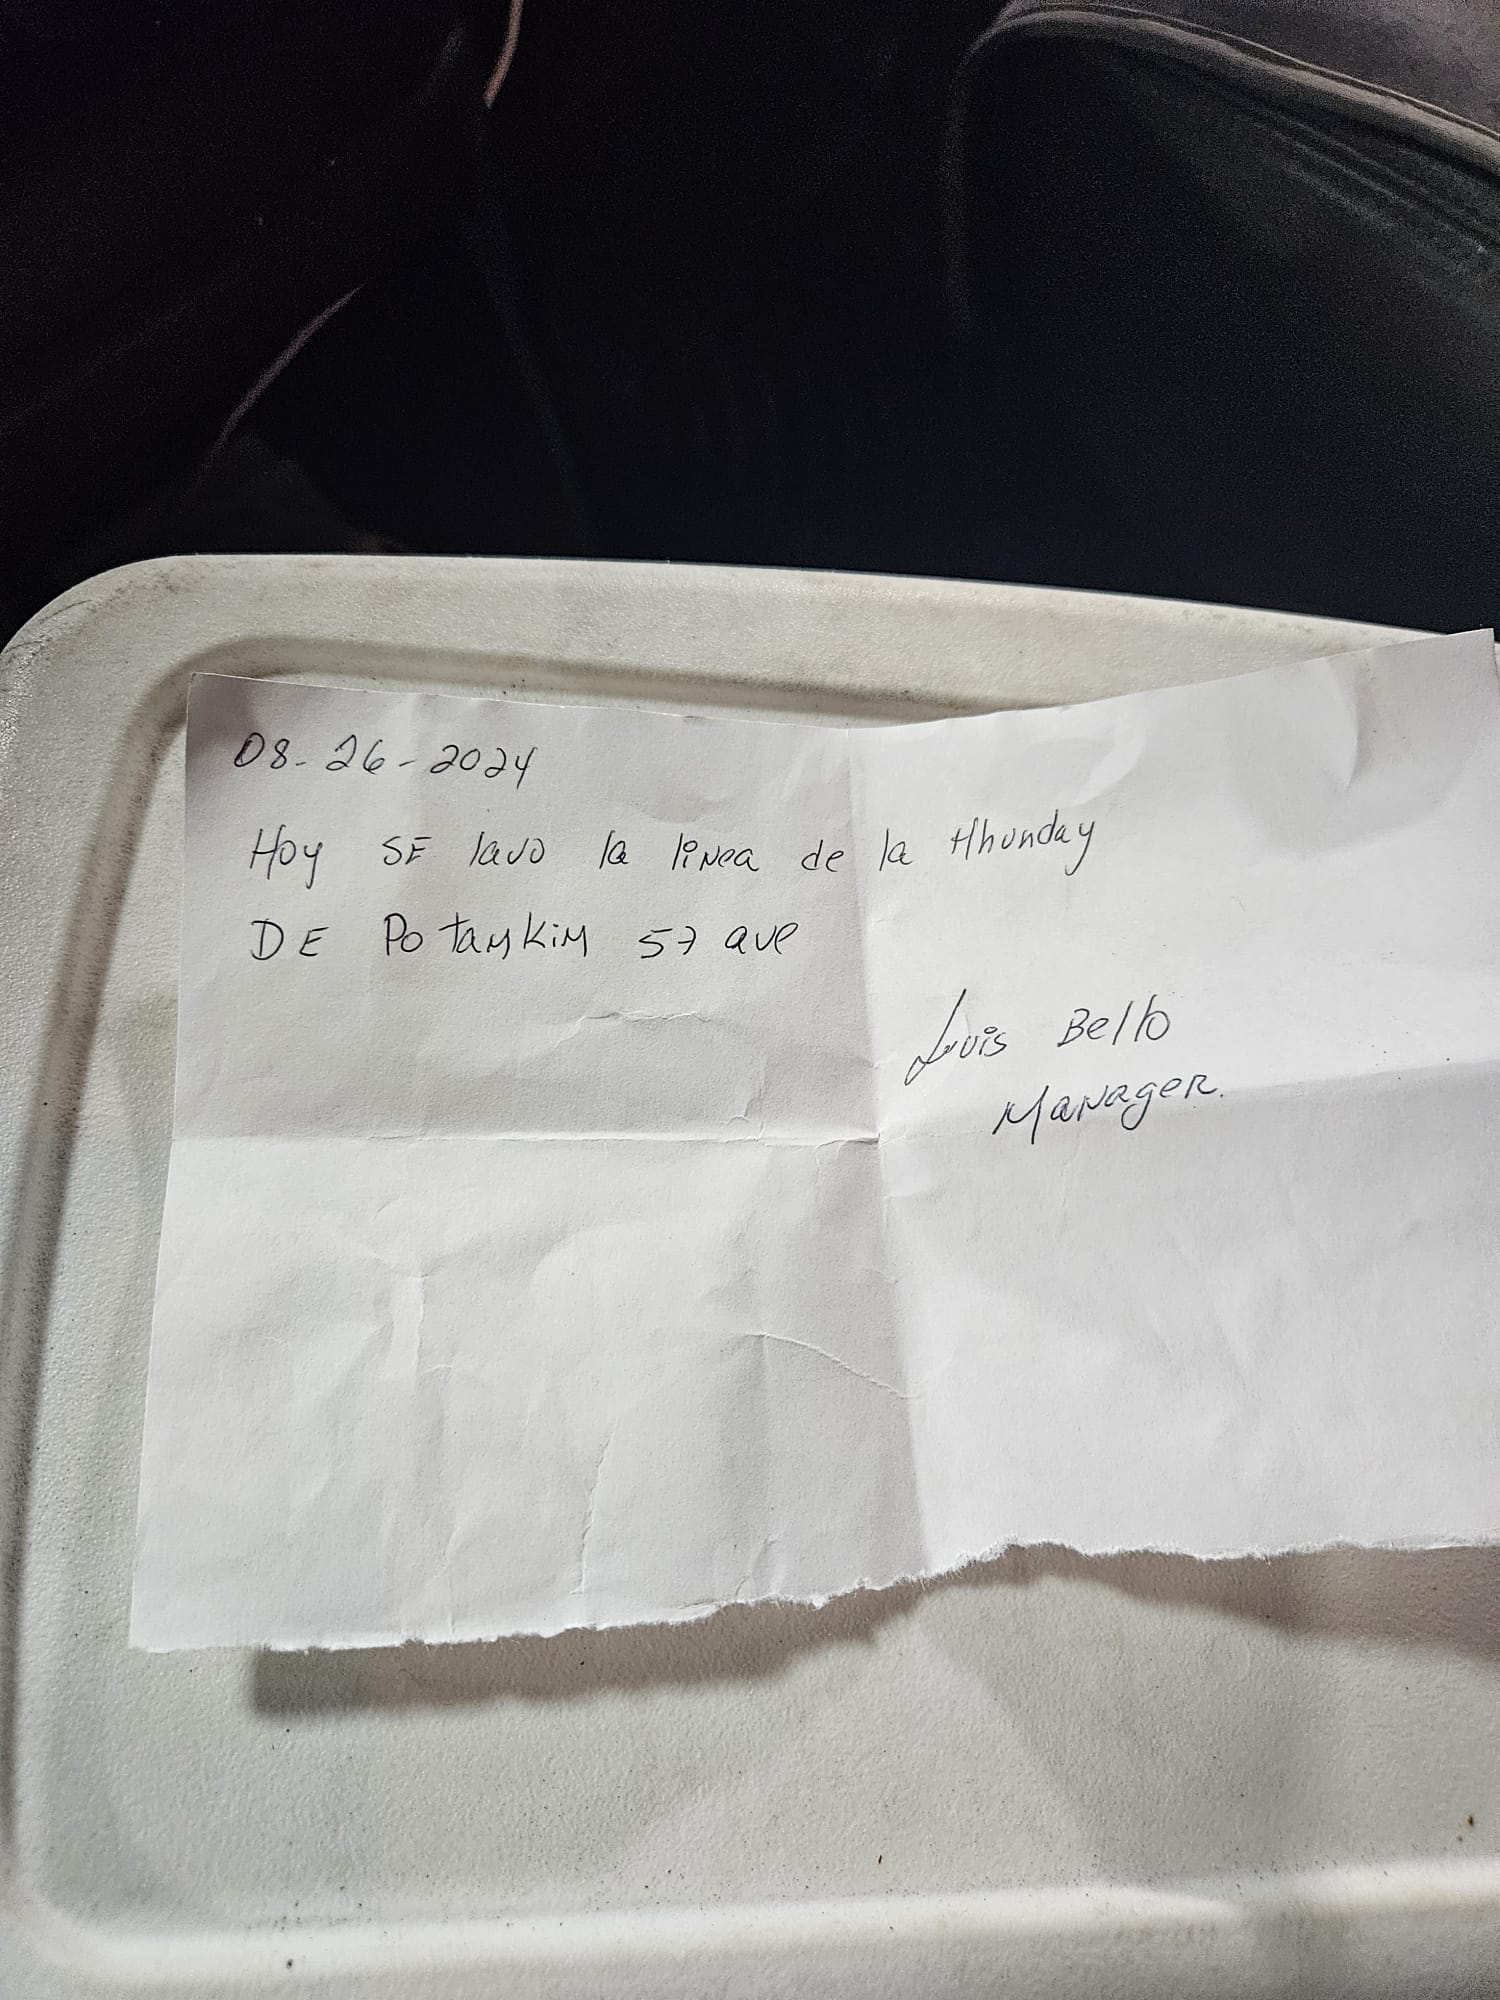 08-26-2024
Hoy SE lavo la linea de la Hhunday
DE Potamkim 57 ave
Luis Bello
Manager.